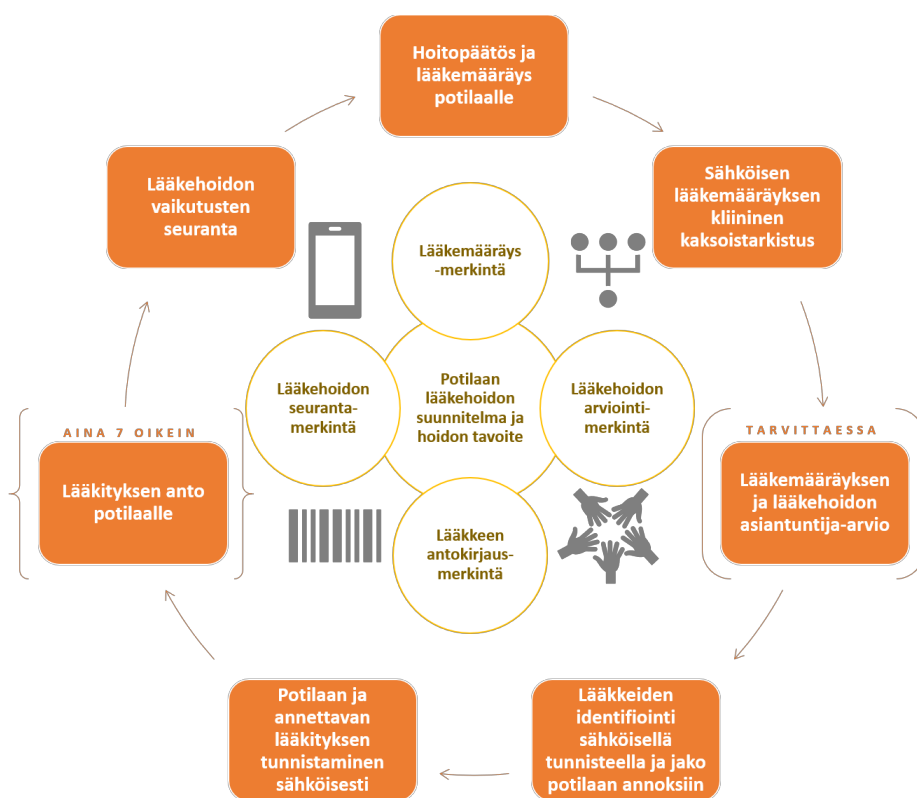 Hoitopäätös ja
lääkemääräys
potilaalle
Lääkehoidon
vaikutusten
seuranta
Sähköisen
lääkemääräyksen
kliininen
kaksoistarkistus
Lääkemääräys
-merkintä
Lääkehoidon
seuranta-
merkintä
Potilaan
lääkehoidon
suunnitelma ja
hoidon tavoite
Lääkehoidon
arviointi-
merkintä
AINA 7 OIKEIN
Lääkityksen anto
potilaalle
TARVITTAESSA
Lääkemääräyksen
ja lääkehoidon
asiantuntija-arvio
Lääkkeen
antokirjaus-
merkintä
Potilaan ja
annettavan
lääkityksen
tunnistaminen
sähköisesti
Lääkkeiden
identifiointi
sähköisellä
tunnisteella ja jako
potilaan annoksiin